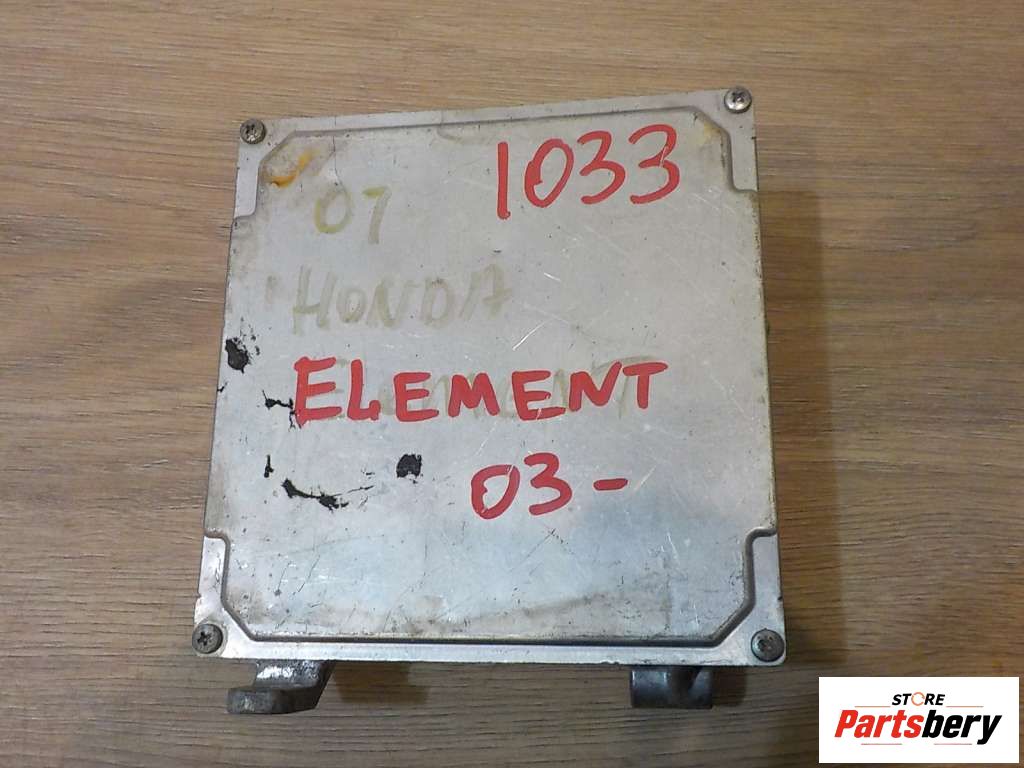 1033
07
HONDA
ELEMENT
03-
STORE
Partsbery